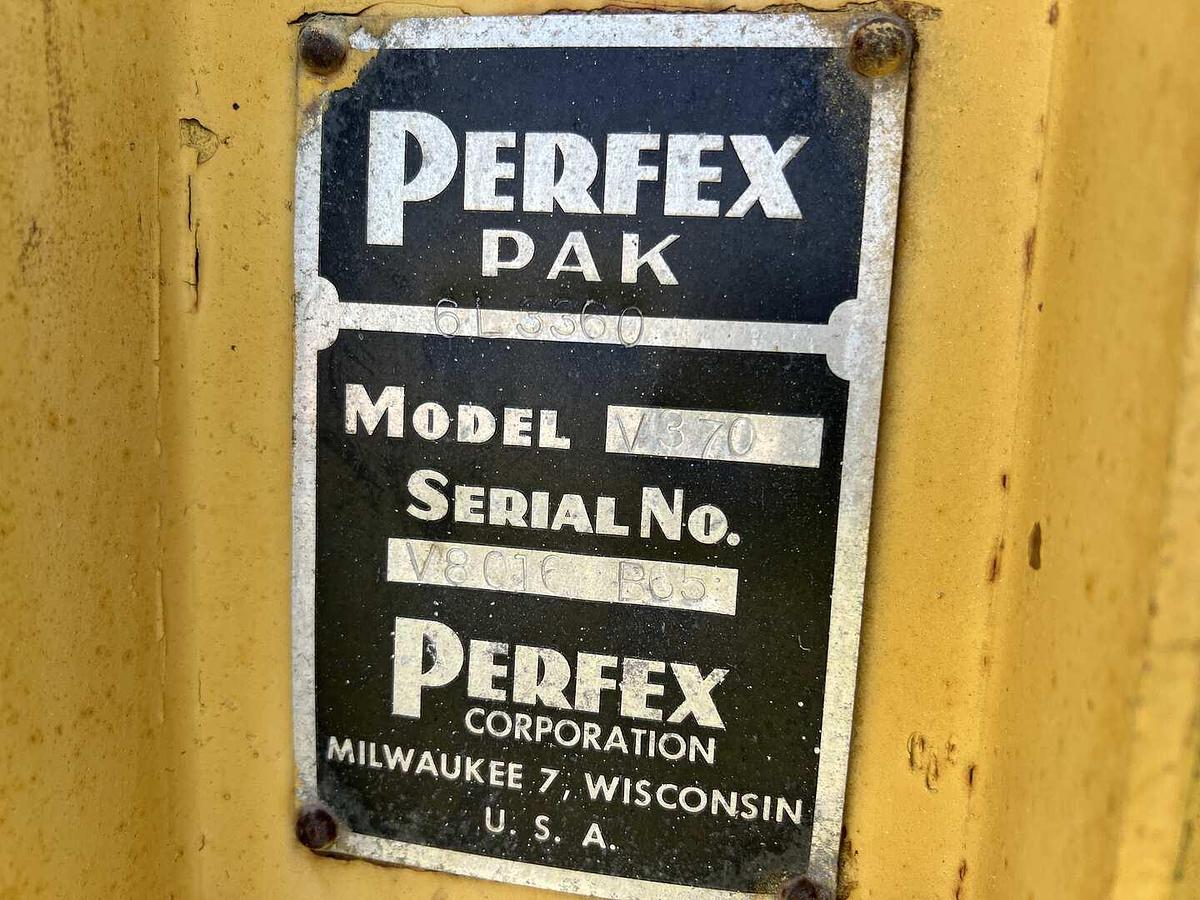 PERFEX
PAK
6L3360
MODEL V370
SERIAL NO.
V8016 B65
PERFEX
CORPORATION
MILWAUKEE 7, WISCONSIN
U. S. A.